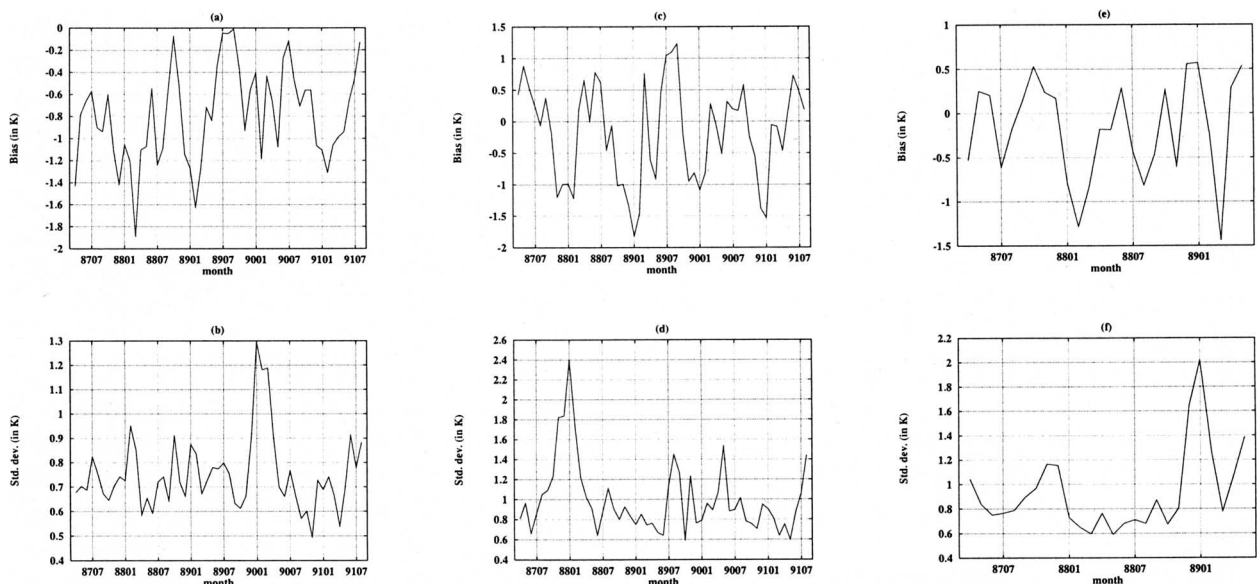 (a)
0
-0.2
-0.4
-0.6
-0.8
-1
-1.2
-1.4
-1.6
-1.8
-2
Bias (in K)
8707 8801 8807 8901 8907 9001 9007 9101 9107
month
(c)
1.5
1
0.5
0
-0.5
-1
-1.5
-2
Bias (in K)
8707 8801 8807 8901 8907 9001 9007 9101 9107
month
(e)
1
0.5
0
-0.5
-1
-1.5
Bias (in K)
8707 8801 8807 8901
month
(b)
1.3
1.2
1.1
1
0.9
0.8
0.7
0.6
0.5
0.4
Std. dev. (in K)
8707 8801 8807 8901 8907 9001 9007 9101 9107
month
(d)
2.6
2.4
2.2
2
1.8
1.6
1.4
1.2
1
0.8
0.6
0.4
Std. dev. (in K)
8707 8801 8807 8901 8907 9001 9007 9101 9107
month
(f)
2.2
2
1.8
1.6
1.4
1.2
1
0.8
0.6
0.4
Std. dev. (in K)
8707 8801 8807 8901
month